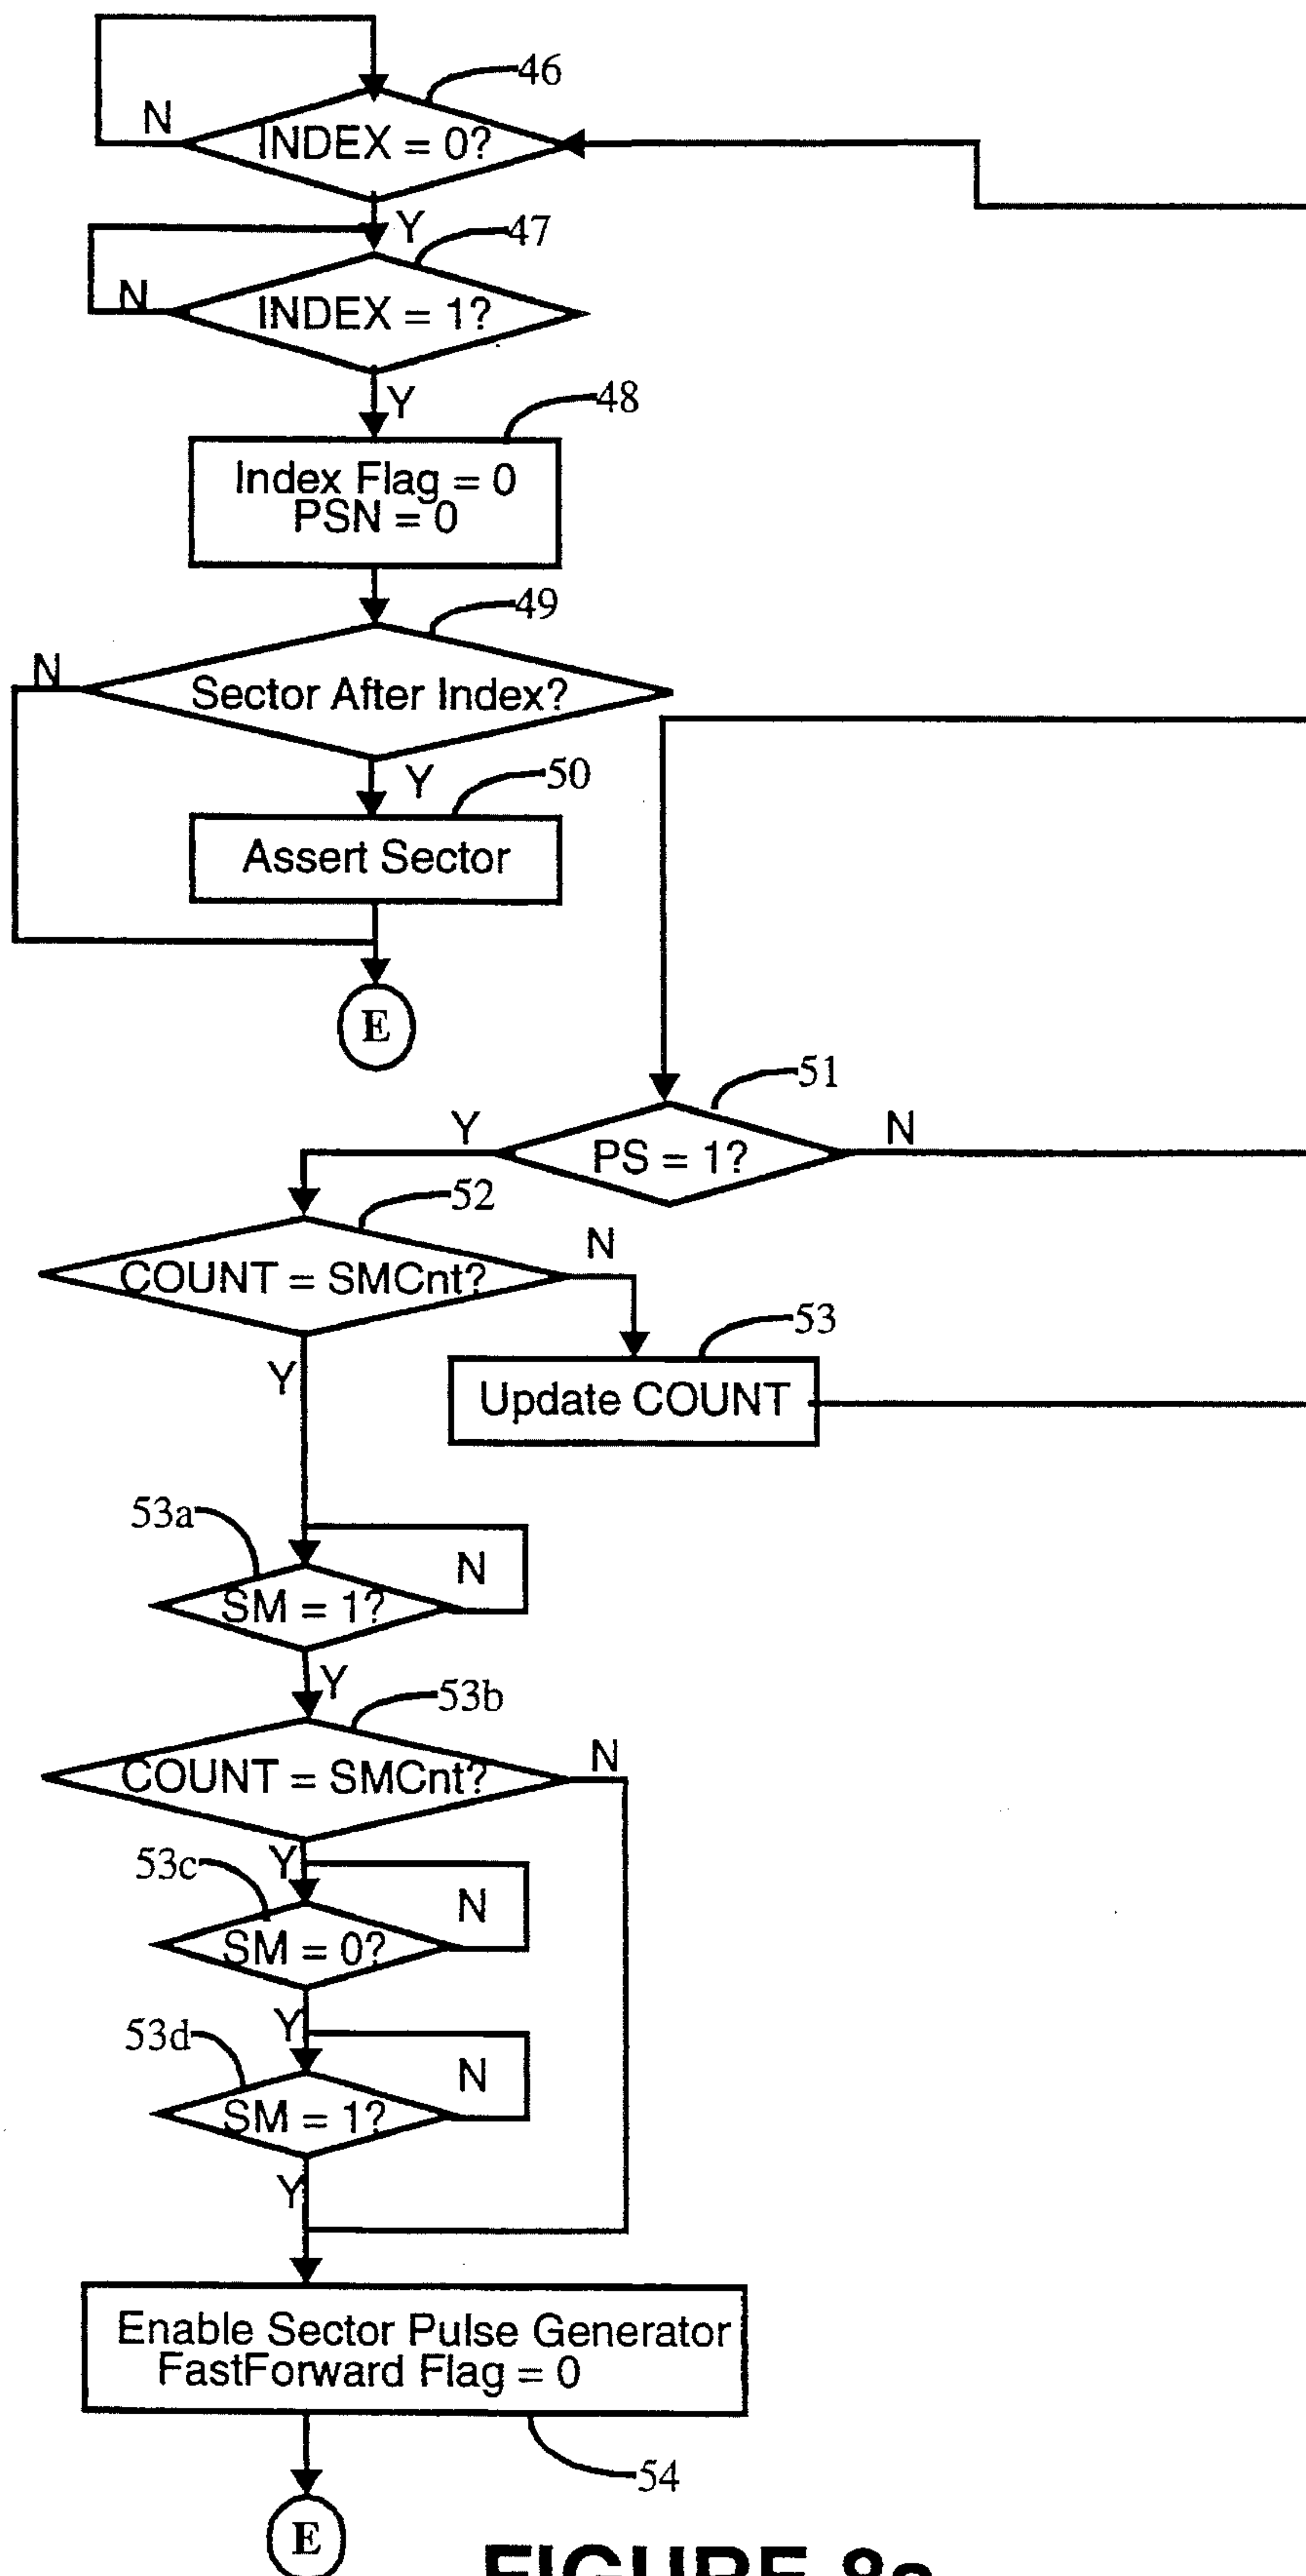 46
N
INDEX = 0?
Y
47
N
INDEX = 1?
Y
48
Index Flag = 0
PSN = 0
49
N
Sector After Index?
Y
50
Assert Sector
E
51
Y
N
PS = 1?
52
N
COUNT = SMCnt?
53
Y
Update COUNT
53a
N
SM = 1?
Y
53b
N
COUNT = SMCnt?
Y
53c
N
SM = 0?
Y
53d
N
SM = 1?
Y
Enable Sector Pulse Generator
FastForward Flag = 0
54
E
FIGURE